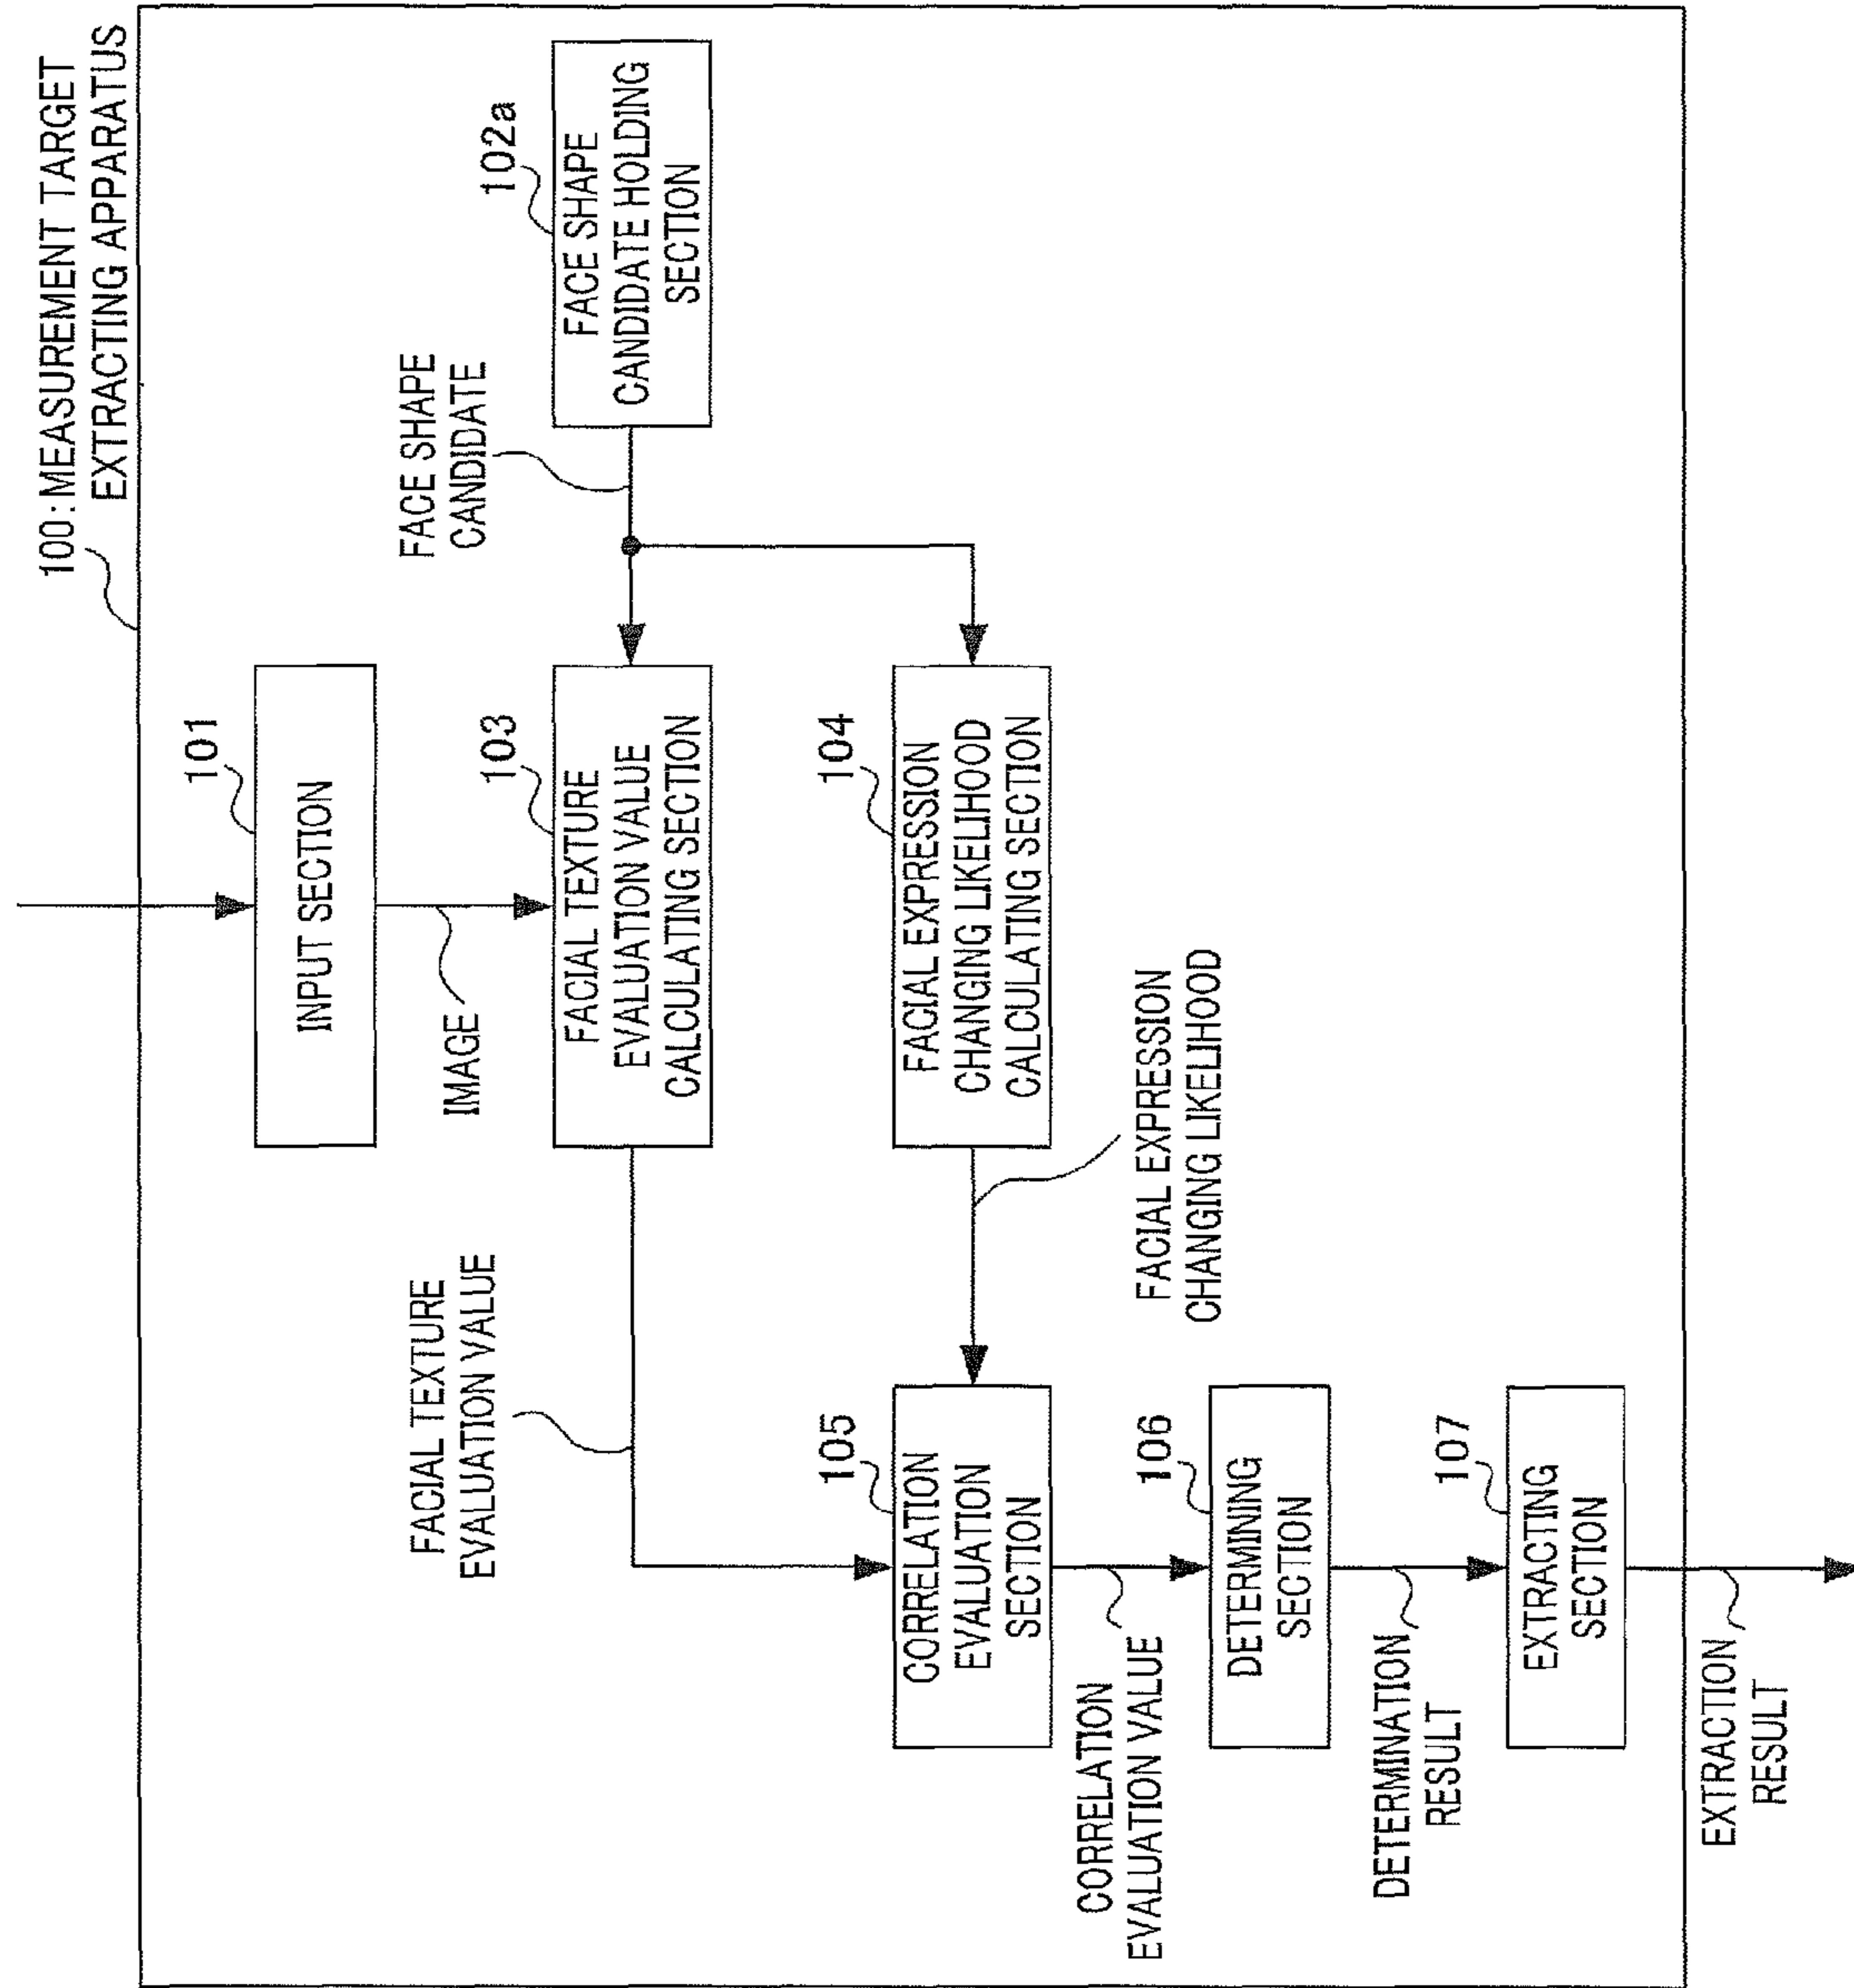 100:MEASUREMENT TARGET
EXTRACTING APPARATUS
101
INPUT SECTION
IMAGE
102a
FACE SHAPE
CANDIDATE HOLDING
SECTION
FACE SHAPE
CANDIDATE
103
FACIAL TEXTURE
EVALUATION VALUE
CALCULATING SECTION
104
FACIAL EXPRESSION
CHANGING LIKELIHOOD
CALCULATING SECTION
FACIAL TEXTURE
EVALUATION VALUE
FACIAL EXPRESSION
CHANGING LIKELIHOOD
105
CORRELATION
EVALUATION
SECTION
CORRELATION
EVALUATION VALUE
106
DETERMINING
SECTION
DETERMINATION
RESULT
107
EXTRACTING
SECTION
EXTRACTION
RESULT